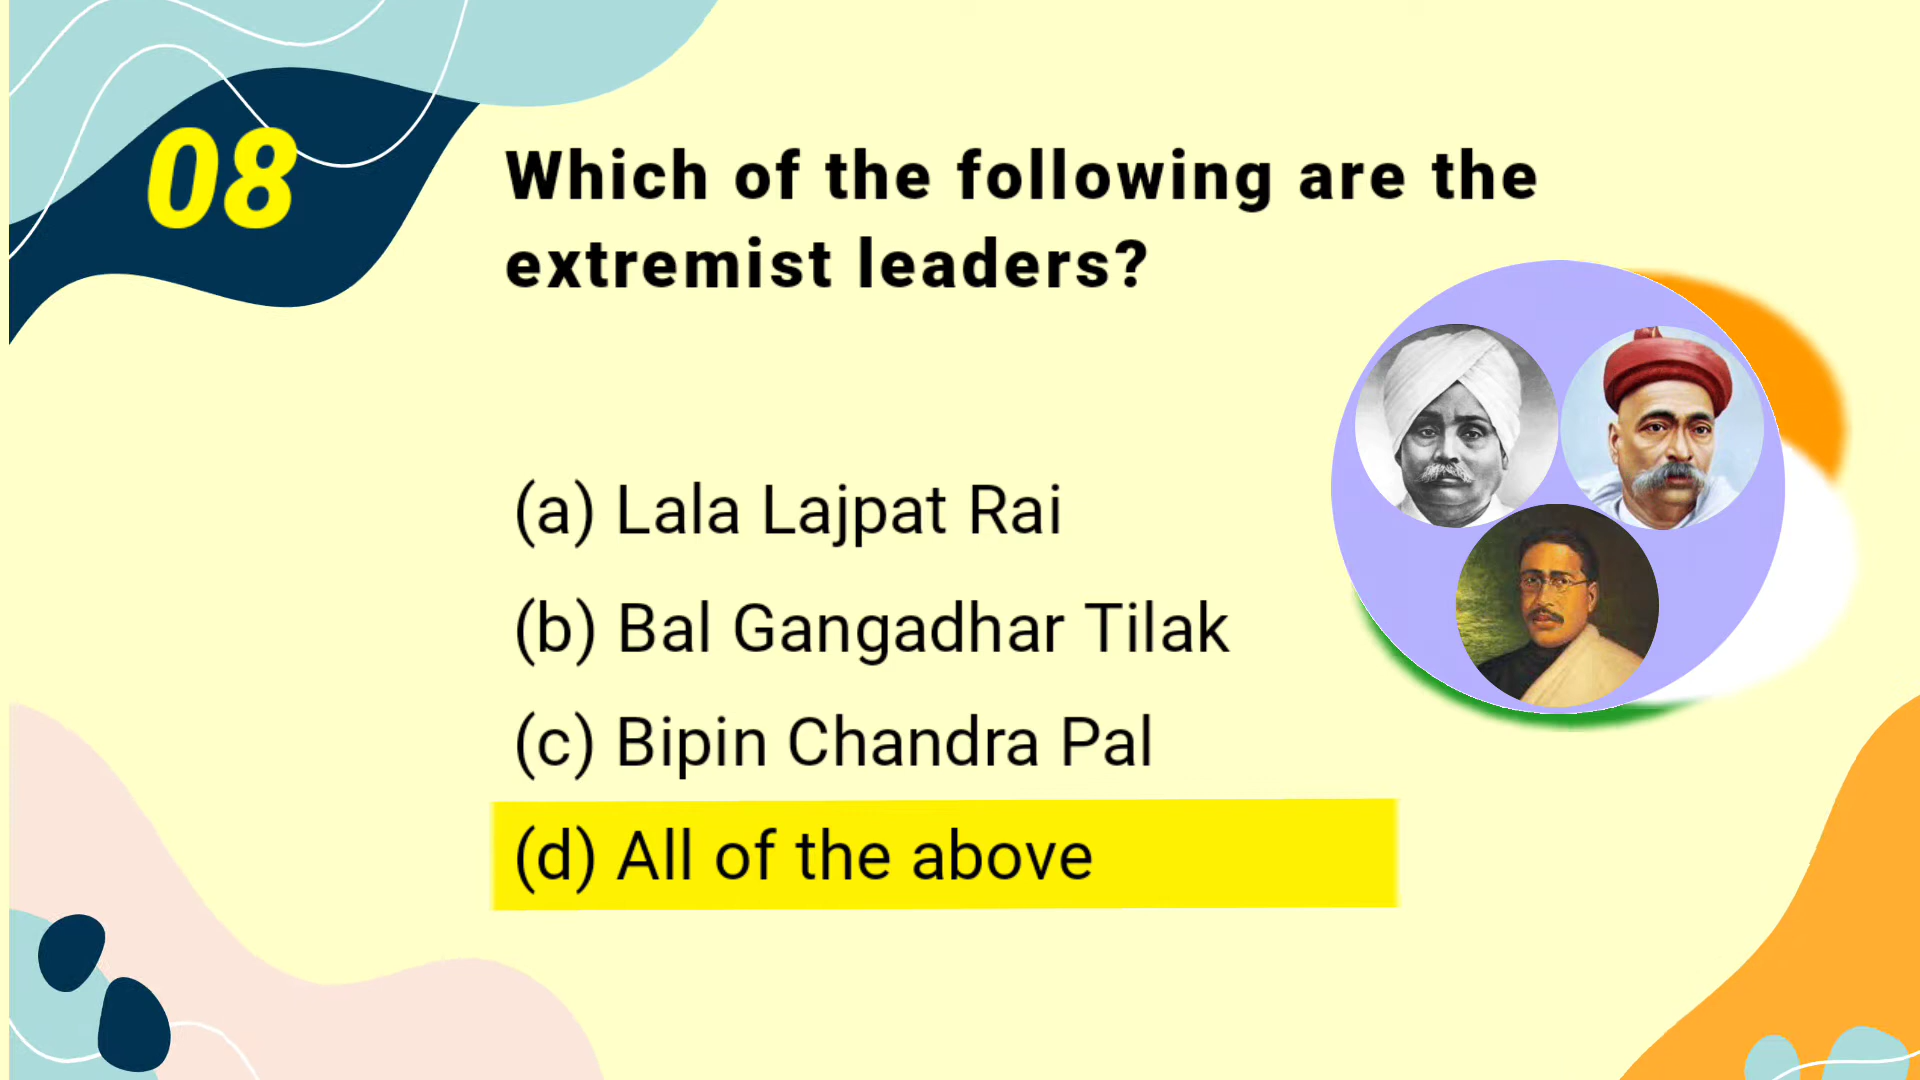 08
Which of the following are the
extremist leaders?
(a) Lala Lajpat Rai
(b) Bal Gangadhar Tilak
(c) Bipin Chandra Pal
(d) All of the above